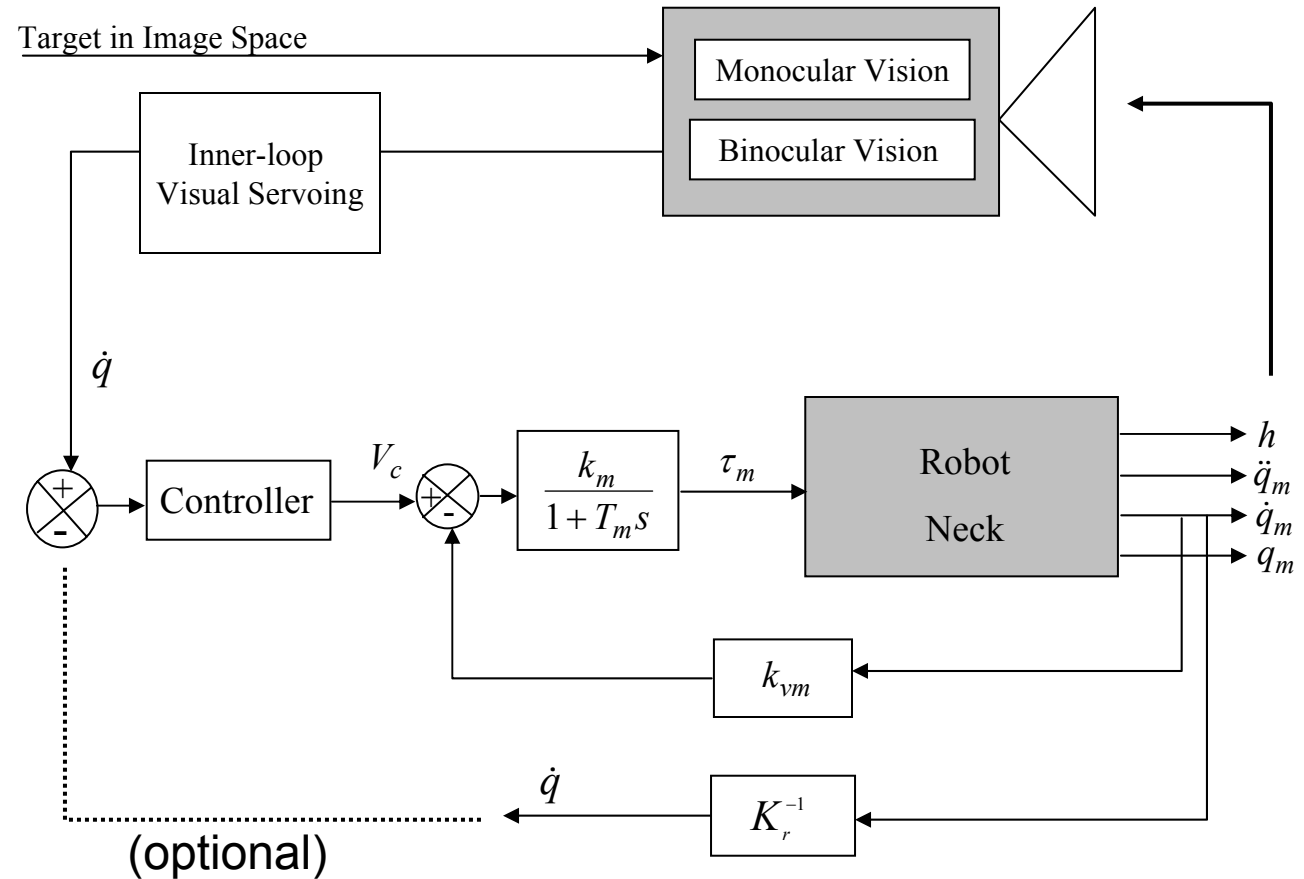 Target in Image Space
Monocular Vision
Binocular Vision
Inner-loop
Visual Servoing
q̇
+
-
Controller
V_c
+
-
k_m
1 + T_m s
τ_m
Robot
Neck
h
q̈_m
q̇_m
q_m
k_vm
q̇
K_r^-1
(optional)